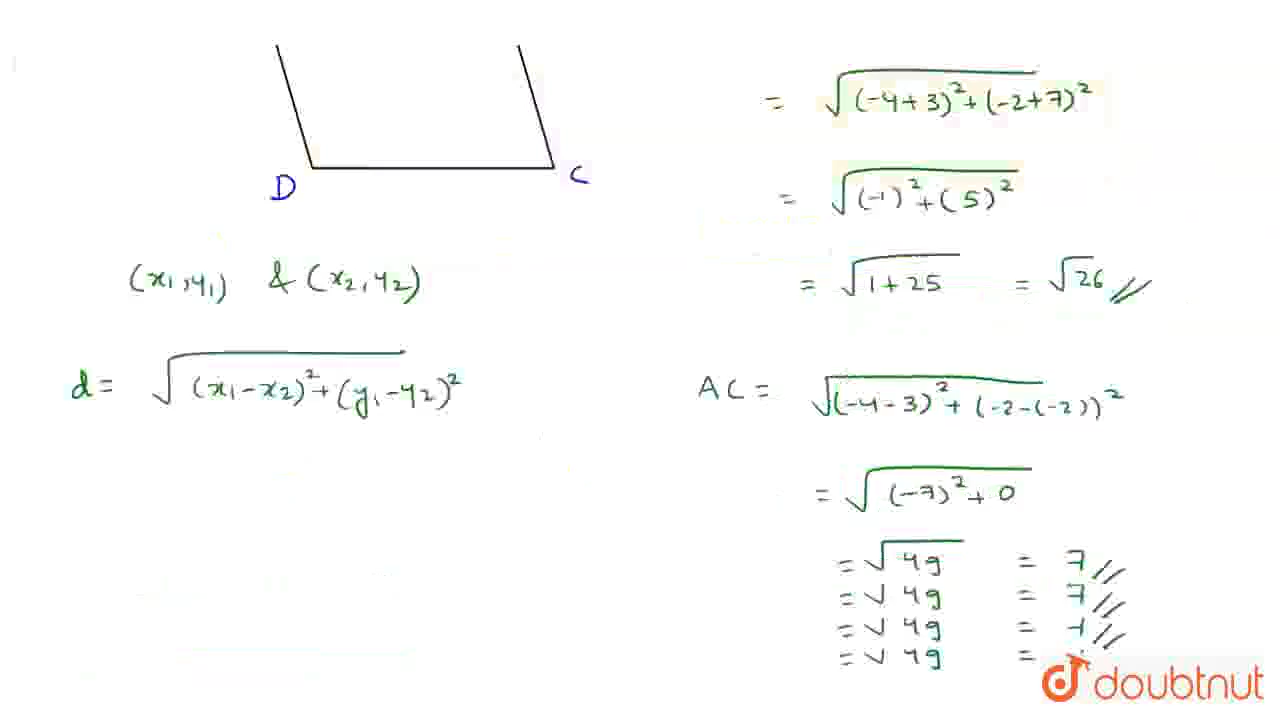 D C
(x₁,y₁) & (x₂,y₂)
d = √(x₁-x₂)²+(y₁-y₂)²
= √(-4+3)²+(-2+7)²
= √(-1)²+(5)²
= √1+25 = √26 //
AC = √(-4-3)²+(-2-(-2))²
= √(-7)²+0
= √49 = 7 //
= √49 = 7 //
= √49 = //
= √49 =
doubtnut